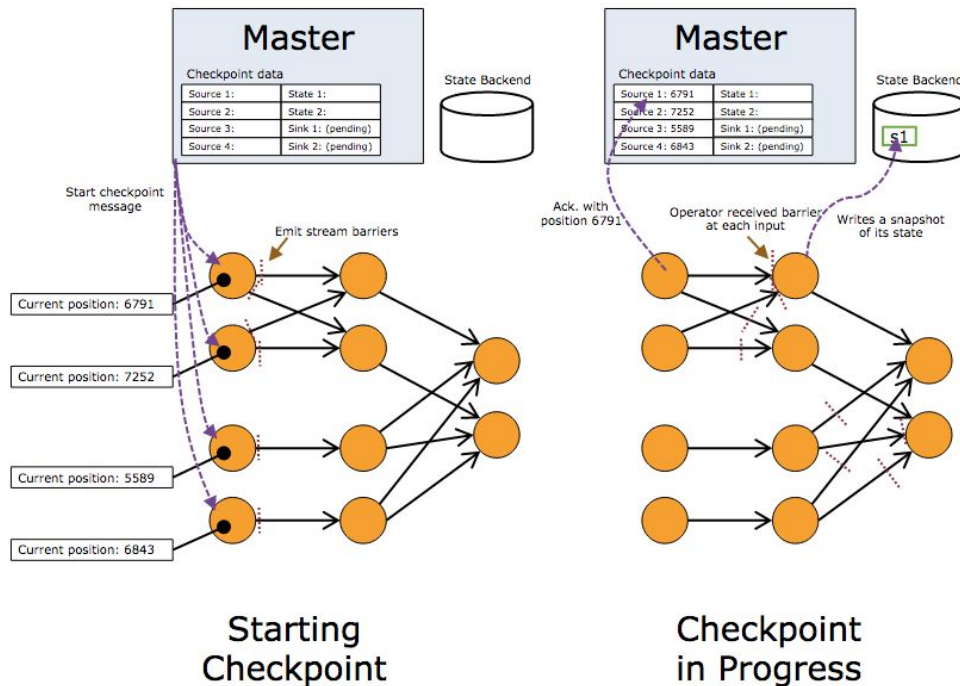 Master
Checkpoint data
Source 1:
State 1:
Source 2:
State 2:
Source 3:
Sink 1: (pending)
Source 4:
Sink 2: (pending)
State Backend
Start checkpoint
message
Emit stream barriers
Current position: 6791
Current position: 7252
Current position: 5589
Current position: 6843
Starting
Checkpoint
Master
Checkpoint data
Source 1: 6791
State 1:
Source 2: 7252
State 2:
Source 3: 5589
Sink 1: (pending)
Source 4: 6843
Sink 2: (pending)
State Backend
s1
Ack. with
position 6791
Operator received barrier
at each input
Writes a snapshot
of its state
Checkpoint
in Progress